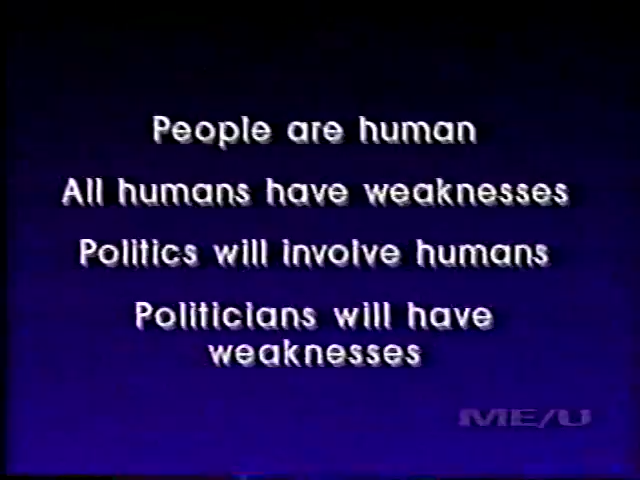 People are human
All humans have weaknesses
Politics will involve humans
Politicians will have
weaknesses
ME/U